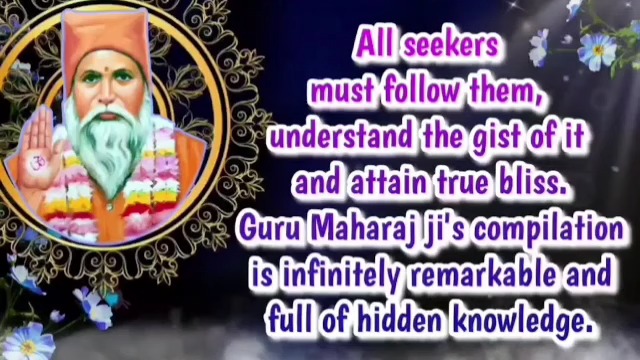 All seekers
must follow them,
understand the gist of it
and attain true bliss.
Guru Maharaj ji's compilation
is infinitely remarkable and
full of hidden knowledge.
ॐ